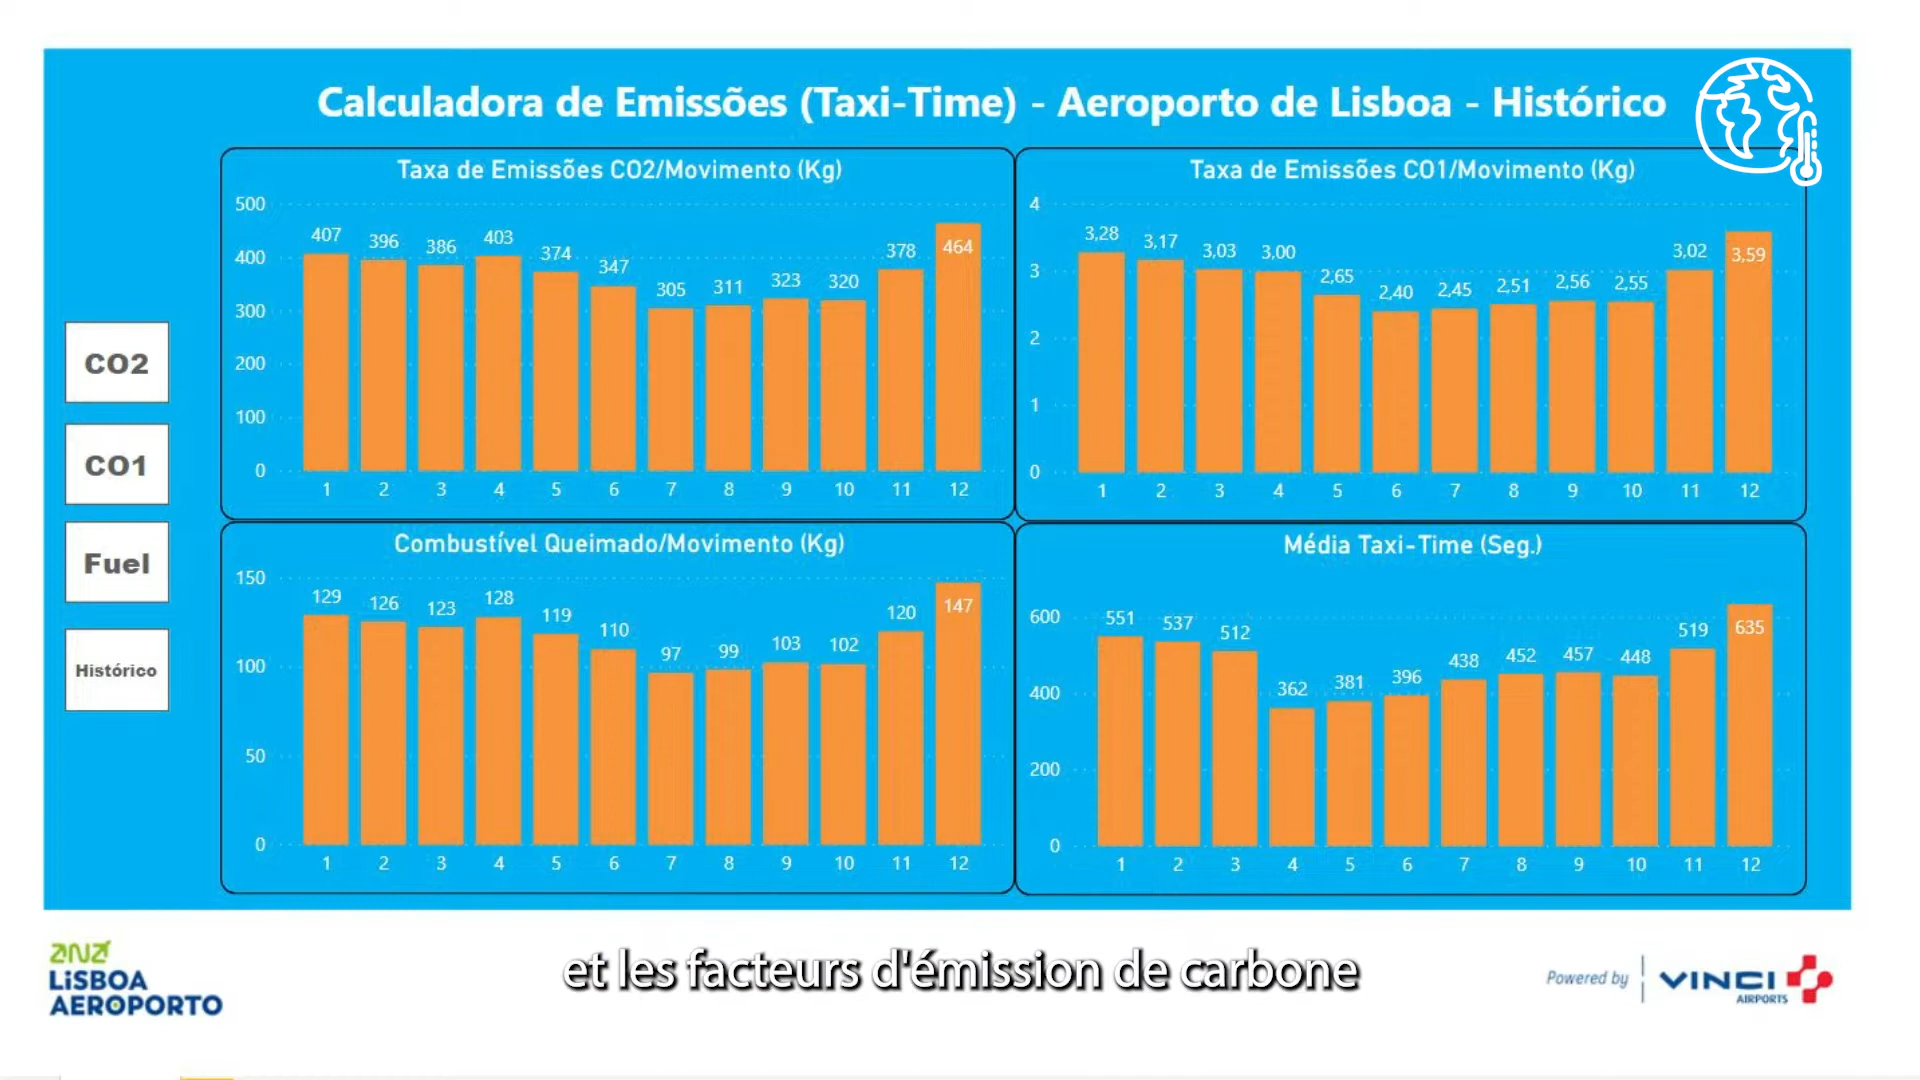 Calculadora de Emissões (Taxi-Time) - Aeroporto de Lisboa - Histórico
CO2
CO1
Fuel
Histórico
Taxa de Emissões CO2/Movimento (Kg)
500
400
300
200
100
0
407 396 386 403 374 347 305 311 323 320 378 464
1 2 3 4 5 6 7 8 9 10 11 12
Taxa de Emissões CO1/Movimento (Kg)
4
3
2
1
0
3,28 3,17 3,03 3,00 2,65 2,40 2,45 2,51 2,56 2,55 3,02 3,59
1 2 3 4 5 6 7 8 9 10 11 12
Combustível Queimado/Movimento (Kg)
150
100
50
0
129 126 123 128 119 110 97 99 103 102 120 147
1 2 3 4 5 6 7 8 9 10 11 12
Média Taxi-Time (Seg.)
600
400
200
0
551 537 512 362 381 396 438 452 457 448 519 635
1 2 3 4 5 6 7 8 9 10 11 12
et les facteurs d'émission de carbone
ana
LiSBOA
AEROPORTO
Powered by
VINCI
AIRPORTS